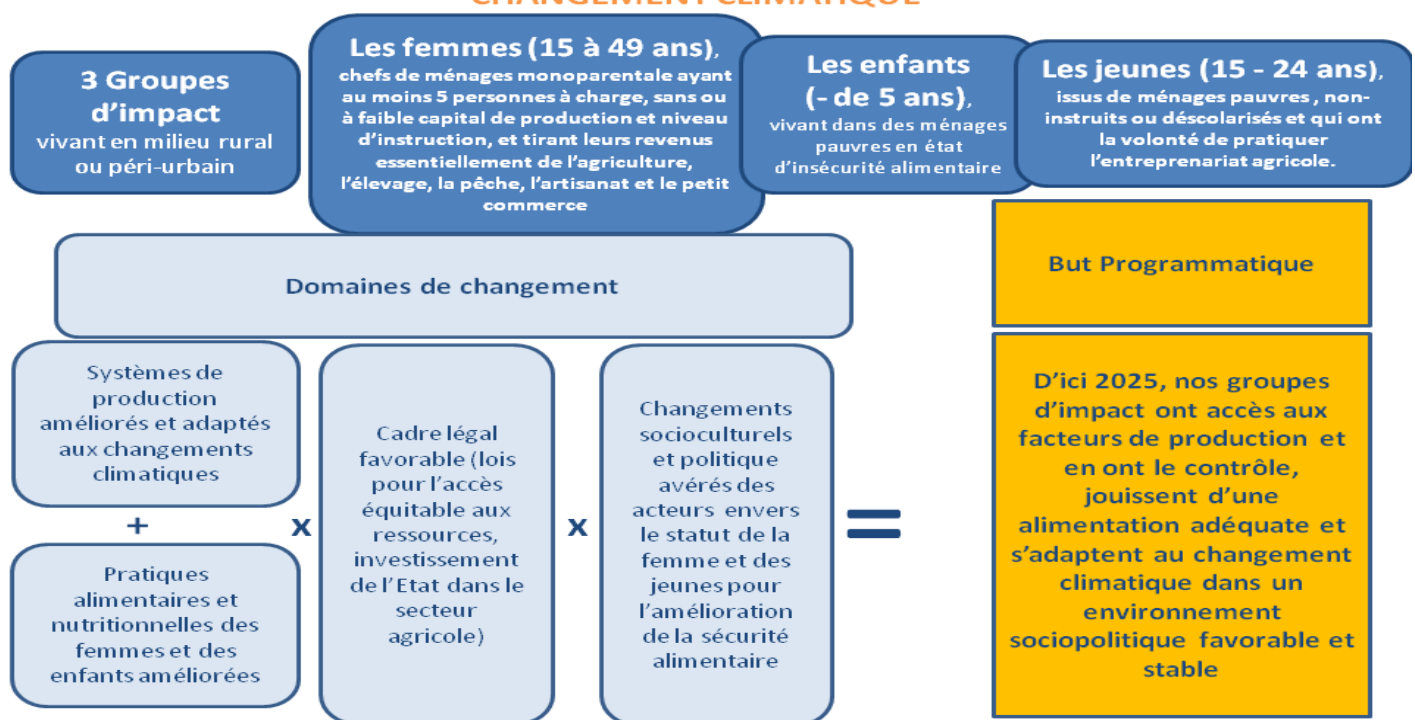 CHANGEMENT CLIMATIQUE
3 Groupes
d'impact
vivant en milieu rural
ou péri-urbain
Les femmes (15 à 49 ans),
chefs de ménages monoparentale ayant
au moins 5 personnes à charge, sans ou
à faible capital de production et niveau
d'instruction, et tirant leurs revenus
essentiellement de l'agriculture,
l'élevage, la pêche, l'artisanat et le petit
commerce
Les enfants
(- de 5 ans),
vivant dans des ménages
pauvres en état
d'insécurité alimentaire
Les jeunes (15 - 24 ans),
issus de ménages pauvres , non-
instruits ou déscolarisés et qui ont
la volonté de pratiquer
l'entreprenariat agricole.
Domaines de changement
But Programmatique
Systèmes de
production
améliorés et adaptés
aux changements
climatiques
+
Pratiques
alimentaires et
nutritionnelles des
femmes et des
enfants améliorées
x
Cadre légal
favorable (lois
pour l'accès
équitable aux
ressources,
investissement
de l'Etat dans le
secteur
agricole)
x
Changements
socioculturels
et politique
avérés des
acteurs envers
le statut de la
femme et des
jeunes pour
l'amélioration
de la sécurité
alimentaire
=
D'ici 2025, nos groupes
d'impact ont accès aux
facteurs de production et
en ont le contrôle,
jouissent d'une
alimentation adéquate et
s'adaptent au changement
climatique dans un
environnement
sociopolitique favorable et
stable